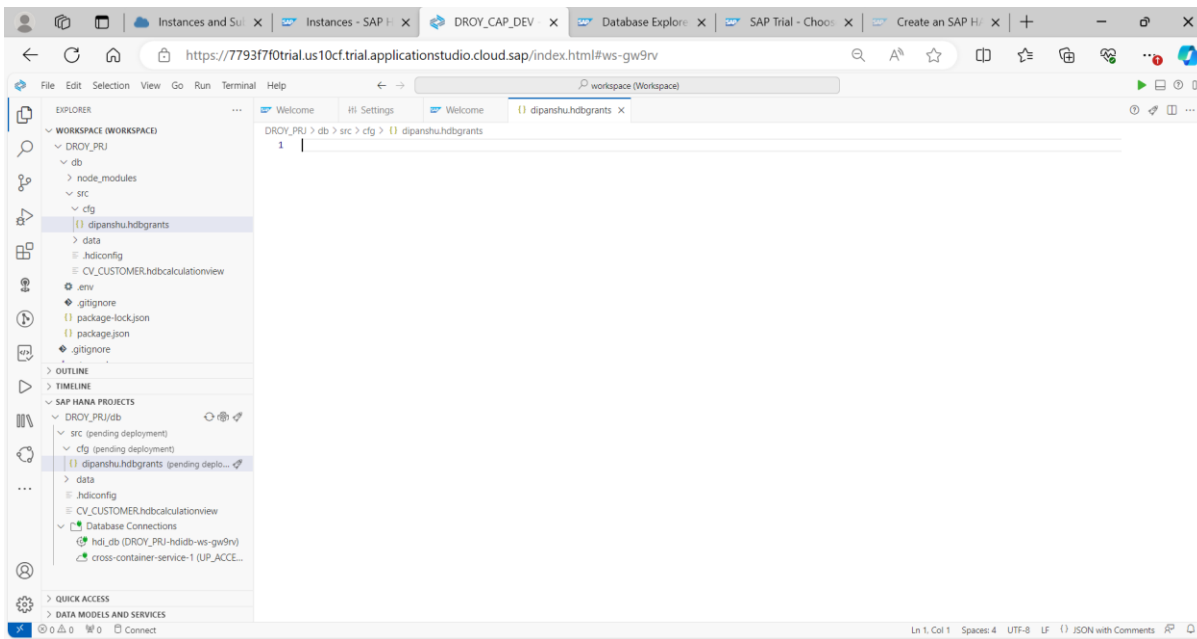 Instances and Sul
Instances - SAP H
DROY_CAP_DEV -
Database Explore
SAP Trial - Choos
Create an SAP HA
https://7793f7f0trial.us10cf.trial.applicationstudio.cloud.sap/index.html#ws-gw9rv
File Edit Selection View Go Run Terminal Help
workspace (Workspace)
EXPLORER
Welcome
Settings
Welcome
{} dipanshu.hdbgrants
WORKSPACE (WORKSPACE)
DROY_PRJ > db > src > cfg > {} dipanshu.hdbgrants
DROY_PRJ
1
db
node_modules
src
cfg
{} dipanshu.hdbgrants
data
.hdiconfig
CV_CUSTOMER.hdbcalculationview
.env
.gitignore
{} package-lock.json
{} package.json
.gitignore
OUTLINE
TIMELINE
SAP HANA PROJECTS
DROY_PRJ/db
src (pending deployment)
cfg (pending deployment)
{} dipanshu.hdbgrants (pending deplo...
data
.hdiconfig
CV_CUSTOMER.hdbcalculationview
Database Connections
hdi_db (DROY_PRJ-hdidb-ws-gw9rv)
cross-container-service-1 (UP_ACCE...
QUICK ACCESS
DATA MODELS AND SERVICES
0 0 0 Connect
Ln 1, Col 1 Spaces: 4 UTF-8 LF {} JSON with Comments